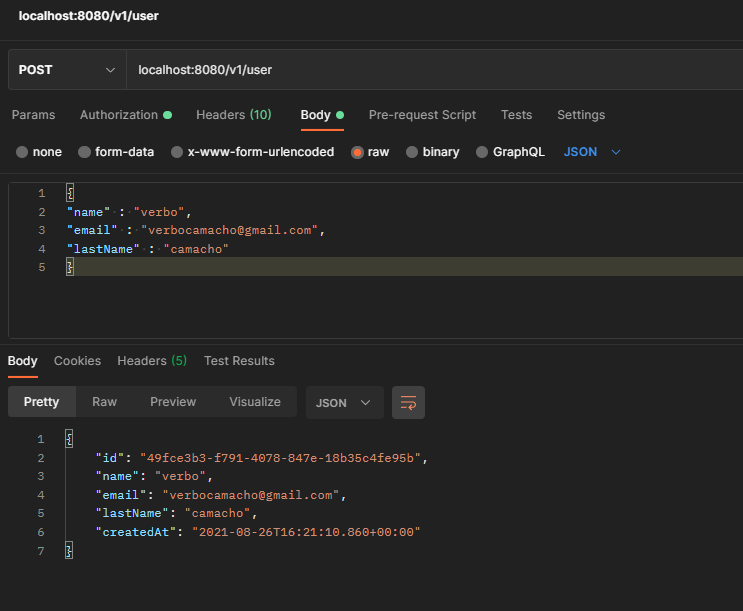 localhost:8080/v1/user
POST localhost:8080/v1/user
Params Authorization Headers (10) Body Pre-request Script Tests Settings
none form-data x-www-form-urlencoded raw binary GraphQL JSON
1 {
2 "name" : "verbo",
3 "email" : "verbocamacho@gmail.com",
4 "lastName" : "camacho"
5 }
Body Cookies Headers (5) Test Results
Pretty Raw Preview Visualize JSON
1 {
2 "id": "49fce3b3-f791-4078-847e-18b35c4fe95b",
3 "name": "verbo",
4 "email": "verbocamacho@gmail.com",
5 "lastName": "camacho",
6 "createdAt": "2021-08-26T16:21:10.860+00:00"
7 }